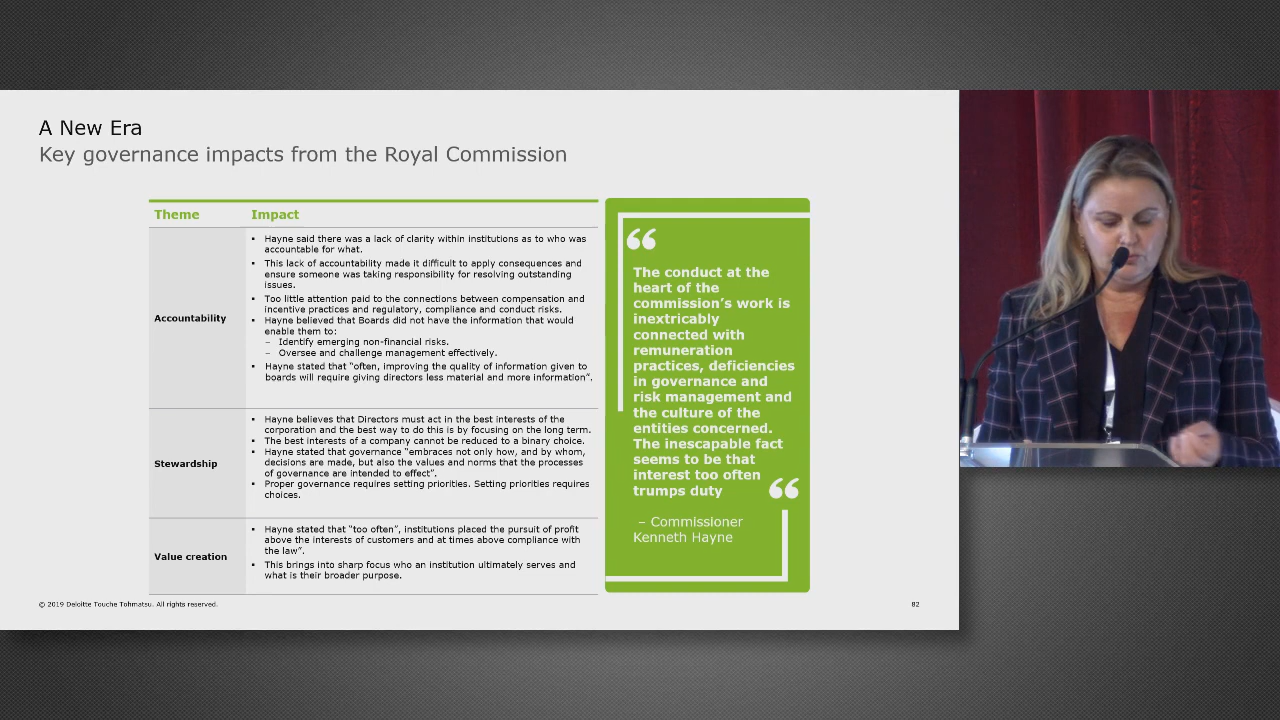 A New Era
Key governance impacts from the Royal Commission
Theme
Impact
Accountability
▪ Hayne said there was a lack of clarity within institutions as to who was
accountable for what.
▪ This lack of accountability made it difficult to apply consequences and
ensure someone was taking responsibility for resolving outstanding
issues.
▪ Too little attention paid to the connections between compensation and
incentive practices and regulatory, compliance and conduct risks.
▪ Hayne believed that Boards did not have the information that would
enable them to:
– Identify emerging non-financial risks.
– Oversee and challenge management effectively.
▪ Hayne stated that “often, improving the quality of information given to
boards will require giving directors less material and more information”.
Stewardship
▪ Hayne believes that Directors must act in the best interests of the
corporation and the best way to do this is by focusing on the long term.
▪ The best interests of a company cannot be reduced to a binary choice.
▪ Hayne stated that governance “embraces not only how, and by whom,
decisions are made, but also the values and norms that the processes
of governance are intended to effect”.
▪ Proper governance requires setting priorities. Setting priorities requires
choices.
Value creation
▪ Hayne stated that “too often”, institutions placed the pursuit of profit
above the interests of customers and at times above compliance with
the law”.
▪ This brings into sharp focus who an institution ultimately serves and
what is their broader purpose.
“
The conduct at the
heart of the
commission’s work is
inextricably
connected with
remuneration
practices, deficiencies
in governance and
risk management and
the culture of the
entities concerned.
The inescapable fact
seems to be that
interest too often
trumps duty
“
– Commissioner
Kenneth Hayne
© 2019 Deloitte Touche Tohmatsu. All rights reserved.
82